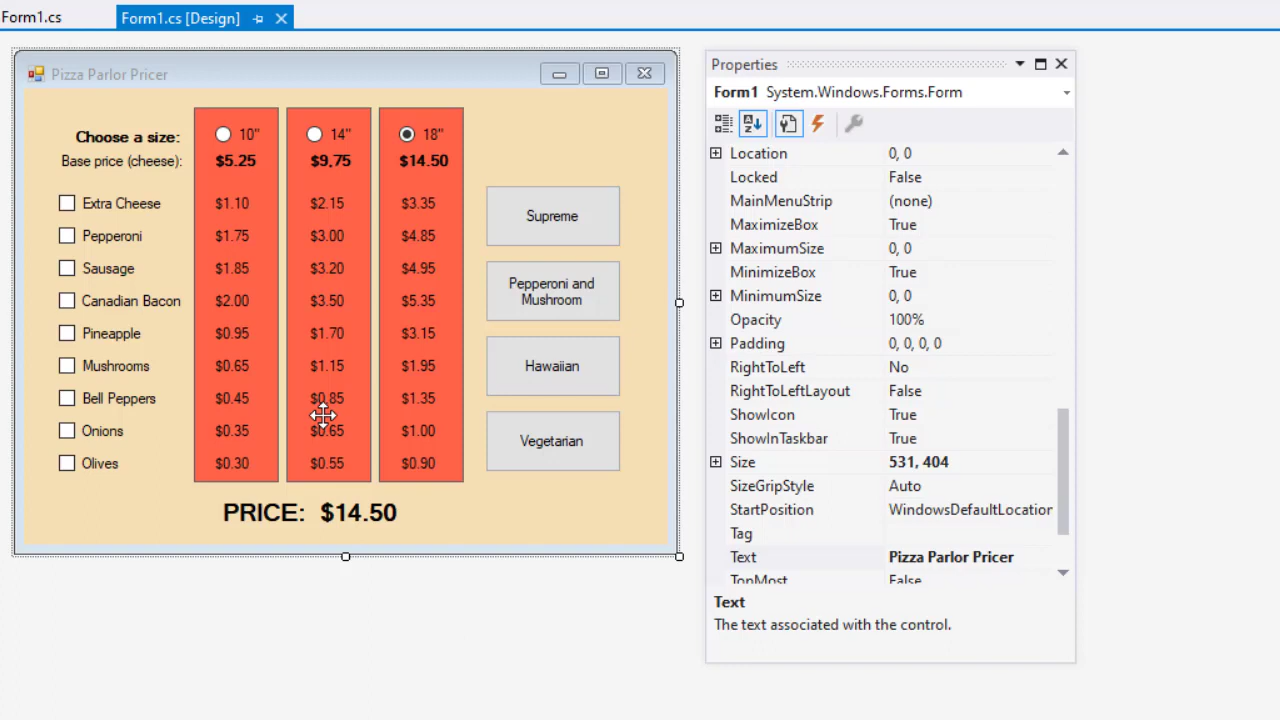 Form1.cs
Form1.cs [Design]
Pizza Parlor Pricer
Choose a size: 10" 14" 18"
Base price (cheese): $5.25 $9.75 $14.50
Extra Cheese $1.10 $2.15 $3.35
Pepperoni $1.75 $3.00 $4.85
Sausage $1.85 $3.20 $4.95
Canadian Bacon $2.00 $3.50 $5.35
Pineapple $0.95 $1.70 $3.15
Mushrooms $0.65 $1.15 $1.95
Bell Peppers $0.45 $0.85 $1.35
Onions $0.35 $0.65 $1.00
Olives $0.30 $0.55 $0.90
Supreme
Pepperoni and
Mushroom
Hawaiian
Vegetarian
PRICE: $14.50
Properties
Form1 System.Windows.Forms.Form
Location 0, 0
Locked False
MainMenuStrip (none)
MaximizeBox True
MaximumSize 0, 0
MinimizeBox True
MinimumSize 0, 0
Opacity 100%
Padding 0, 0, 0, 0
RightToLeft No
RightToLeftLayout False
ShowIcon True
ShowInTaskbar True
Size 531, 404
SizeGripStyle Auto
StartPosition WindowsDefaultLocation
Tag
Text Pizza Parlor Pricer
TopMost False
Text
The text associated with the control.